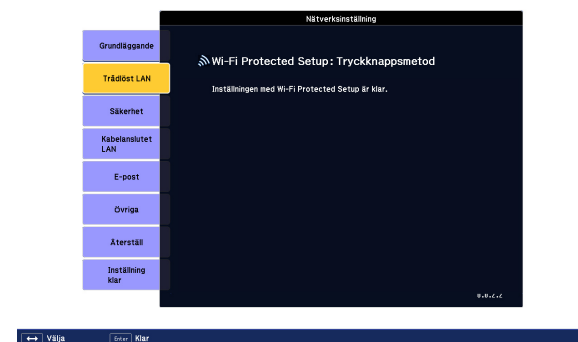 Nätverksinställning
Grundläggande
Wi-Fi Protected Setup: Tryckknappsmetod
Trådlöst LAN
Inställningen med Wi-Fi Protected Setup är klar.
Säkerhet
Kabelanslutet
LAN
E-post
Övriga
Återställ
Inställning
klar
Välja
Enter Klar